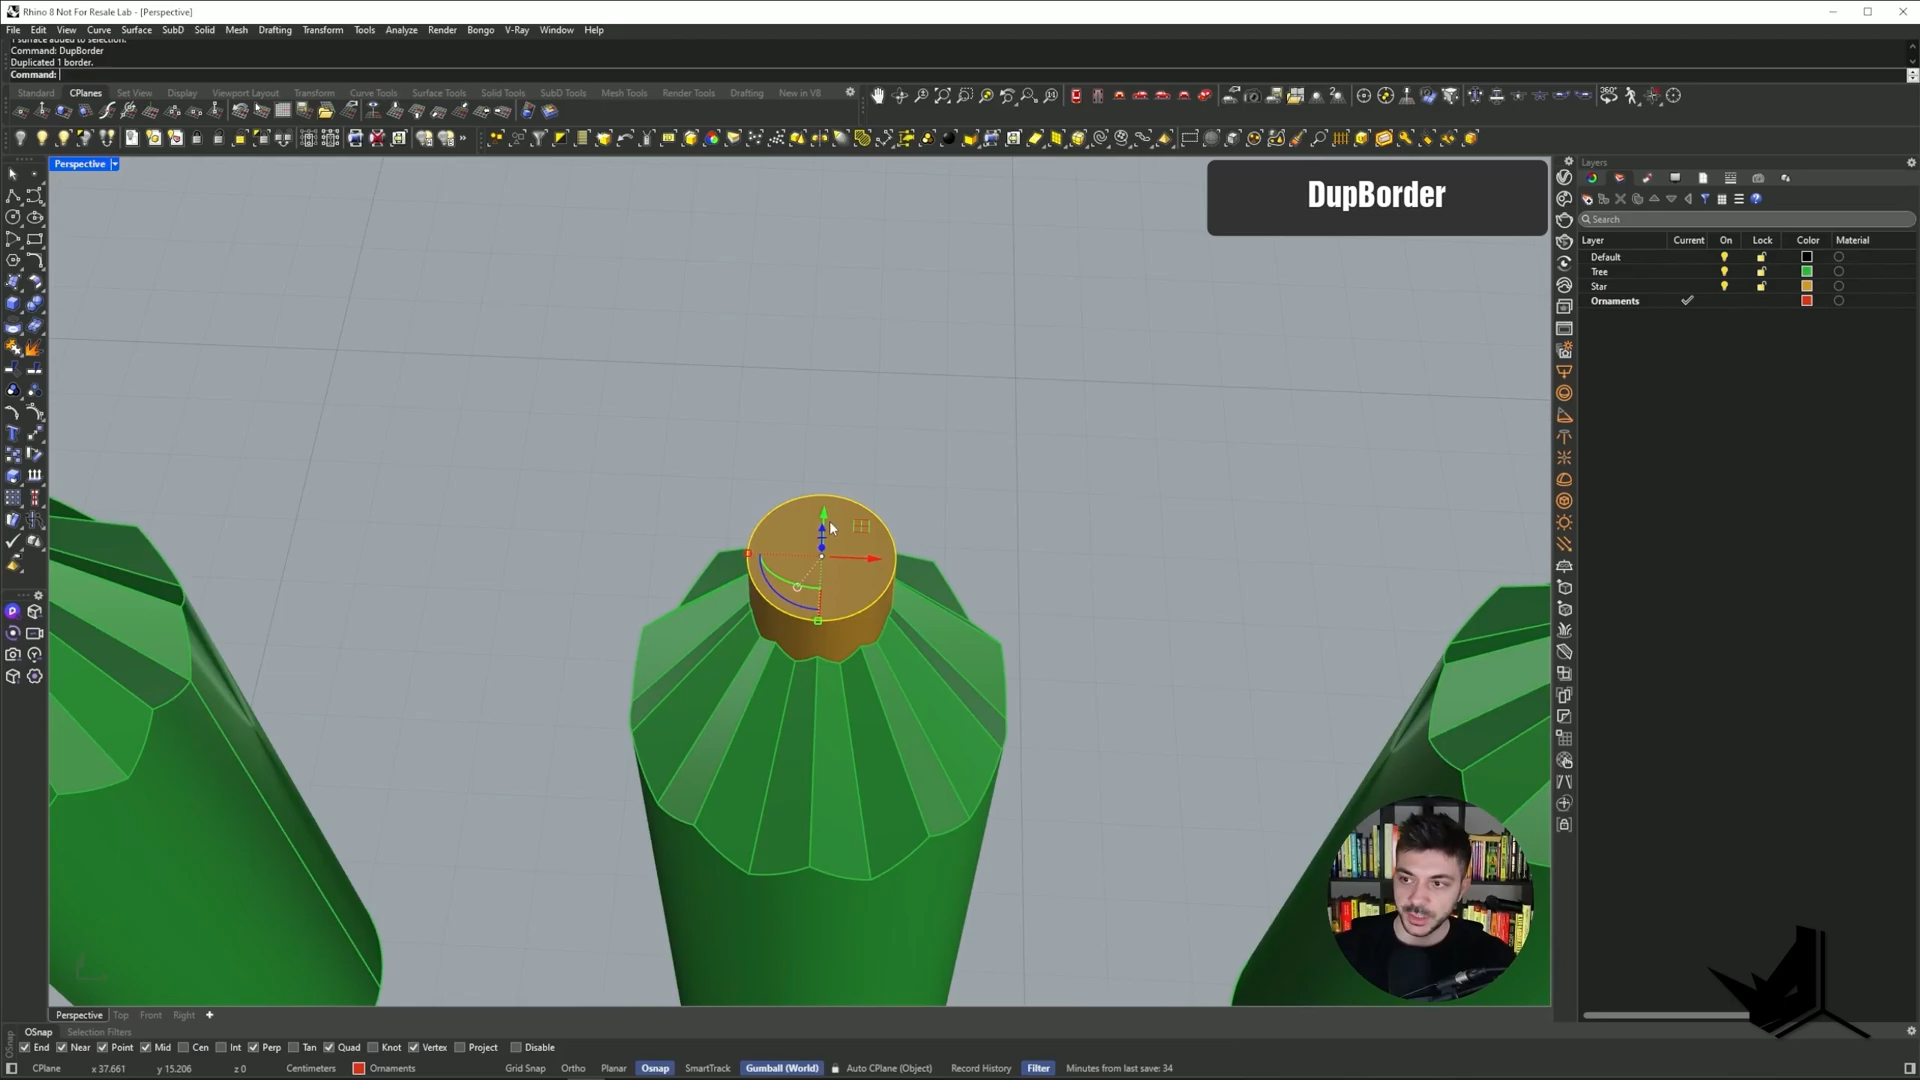 Rhino 8 Not For Resale Lab - [Perspective]
File Edit View Curve Surface SubD Solid Mesh Drafting Transform Tools Analyze Render Bongo V-Ray Window Help
1 surface added to selection.
Command: DupBorder
Duplicated 1 border.
Command:
Standard CPlanes Set View Display Viewport Layout Transform Curve Tools Surface Tools Solid Tools SubD Tools Mesh Tools Render Tools Drafting New in V8
Perspective
DupBorder
Layers
Search
Layer Current On Lock Color Material
Default
Tree
Star
Ornaments
Perspective Top Front Right
OSnap Selection Filters
OSnap
End Near Point Mid Cen Int Perp Tan Quad Knot Vertex Project Disable
CPlane x 37.661 y 15.206 z 0 Centimeters Ornaments Grid Snap Ortho Planar Osnap SmartTrack Gumball (World) Auto CPlane (Object) Record History Filter Minutes from last save: 34